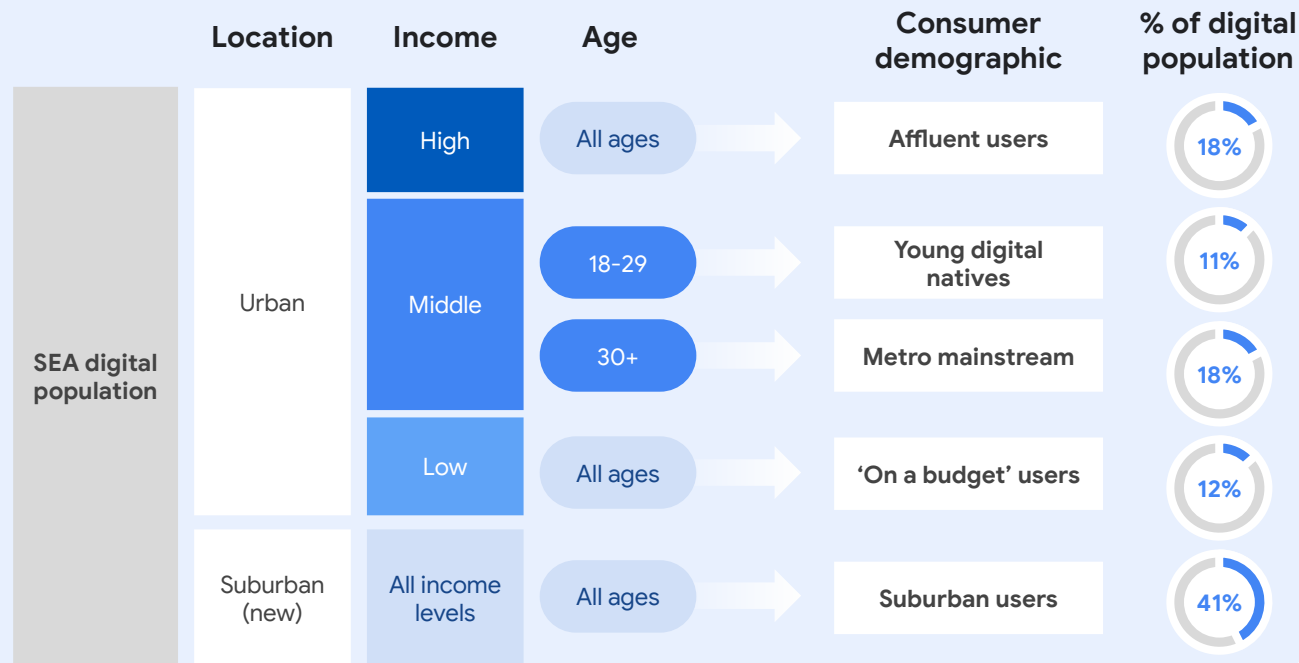 Location
Income
Age
Consumer
demographic
% of digital
population
SEA digital
population
Urban
High
All ages
Affluent users
18%
Middle
18-29
Young digital
natives
11%
30+
Metro mainstream
18%
Low
All ages
‘On a budget’ users
12%
Suburban
(new)
All income
levels
All ages
Suburban users
41%